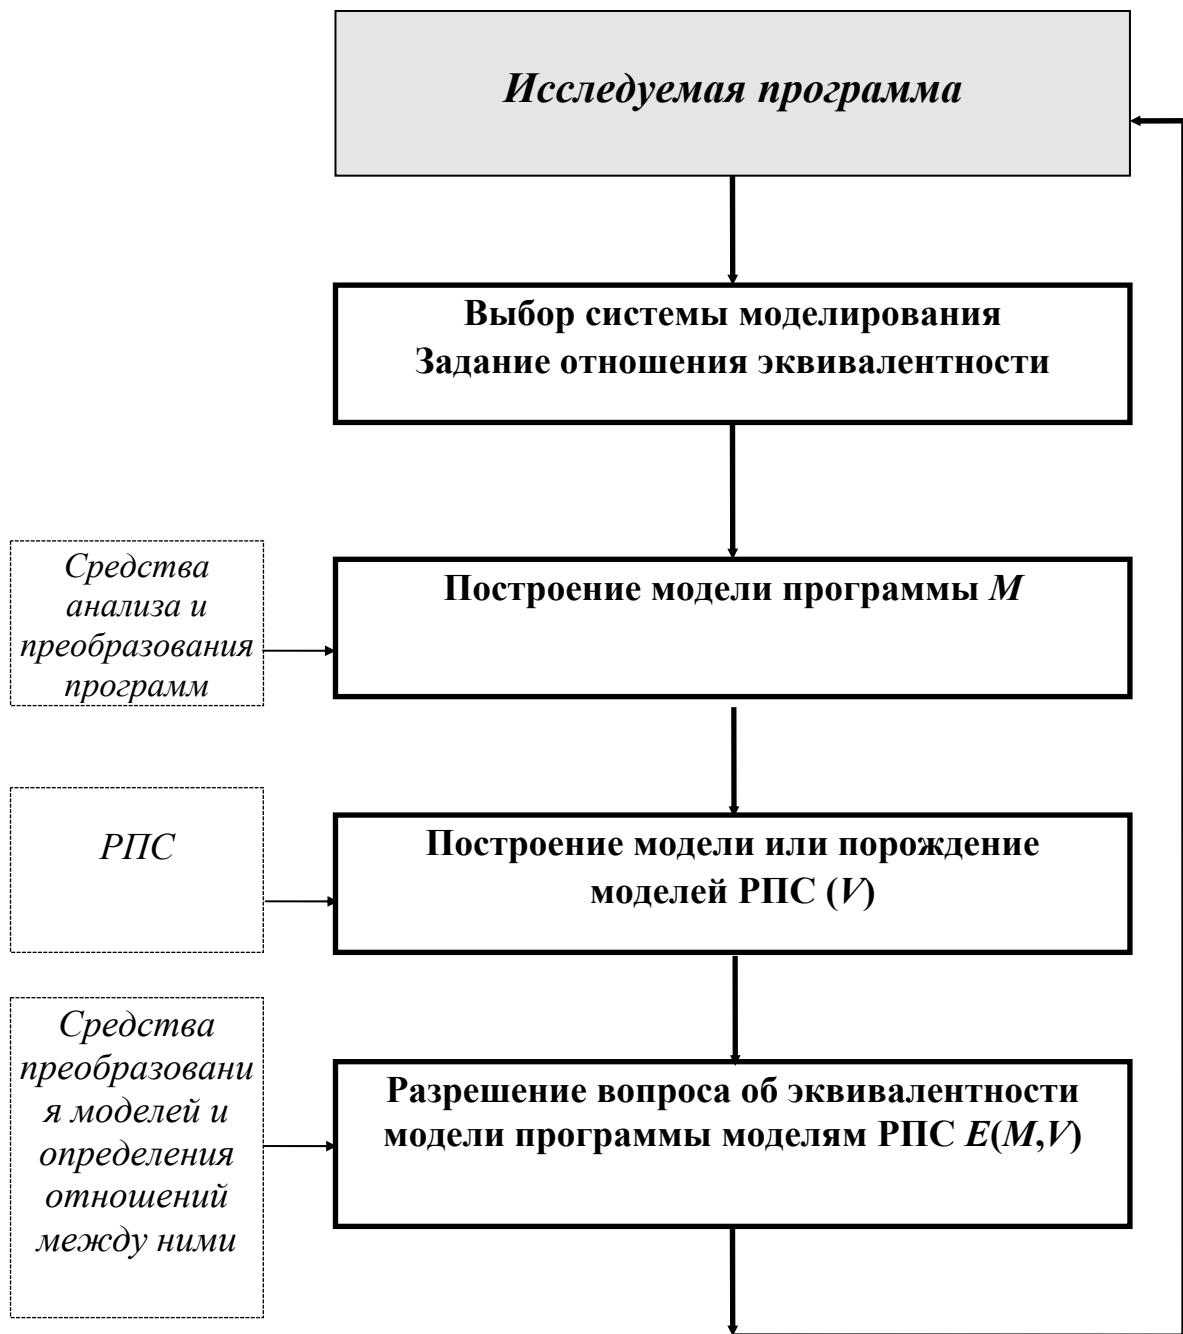 Исследуемая программа
Выбор системы моделирования
Задание отношения эквивалентности
Средства
анализа и
преобразования
программ
Построение модели программы M
РПС
Построение модели или порождение
моделей РПС (V)
Средства
преобразовани
я моделей и
определения
отношений
между ними
Разрешение вопроса об эквивалентности
модели программы моделям РПС E(M,V)